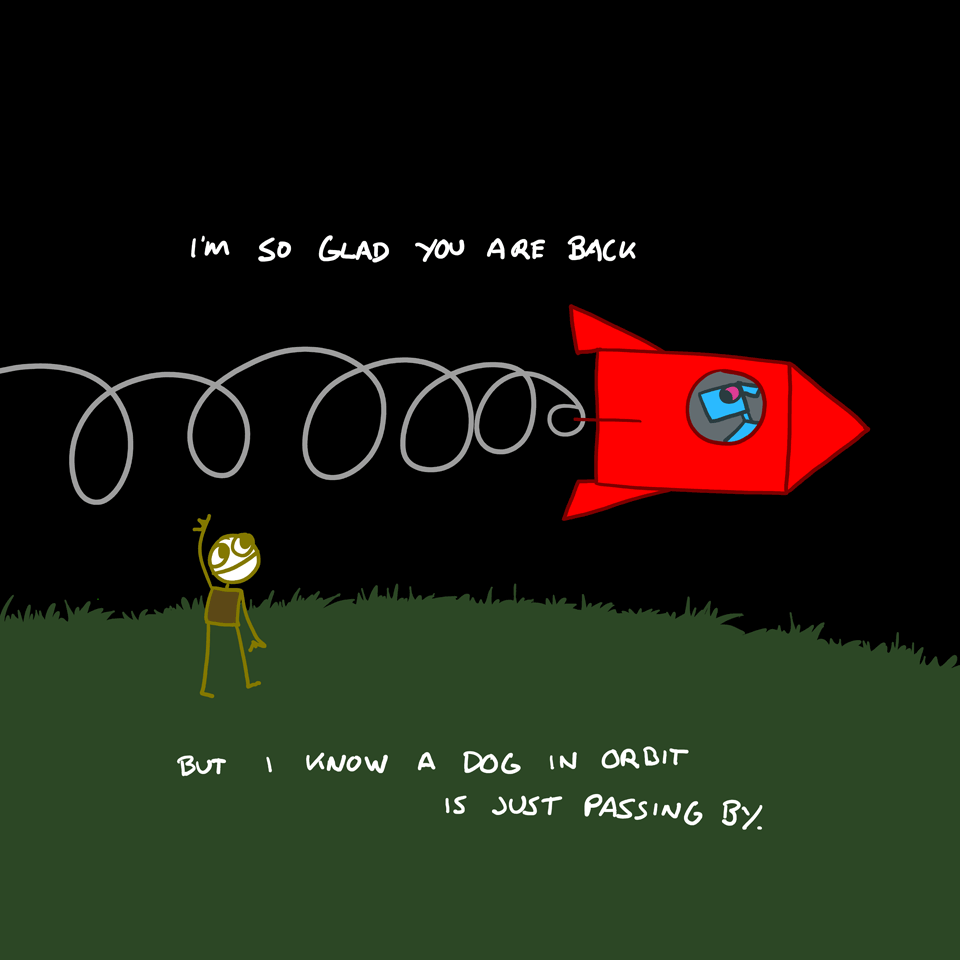 I'M SO GLAD YOU ARE BACK
BUT I KNOW A DOG IN ORBIT
IS JUST PASSING BY.